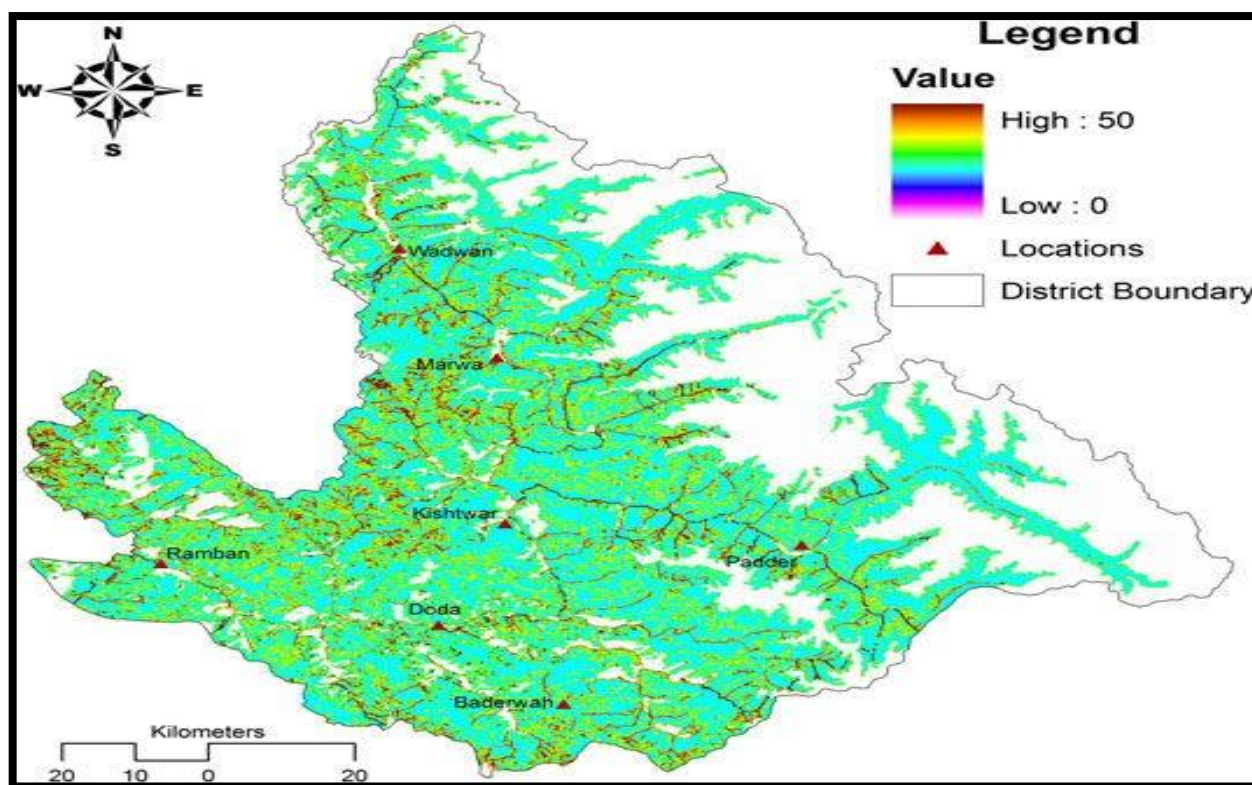 N
W
E
S
Legend
Value
High : 50
Low : 0
Locations
District Boundary
Wadwan
Marwa
Kishtwar
Ramban
Padder
Doda
Baderwah
Kilometers
20 10 0 20